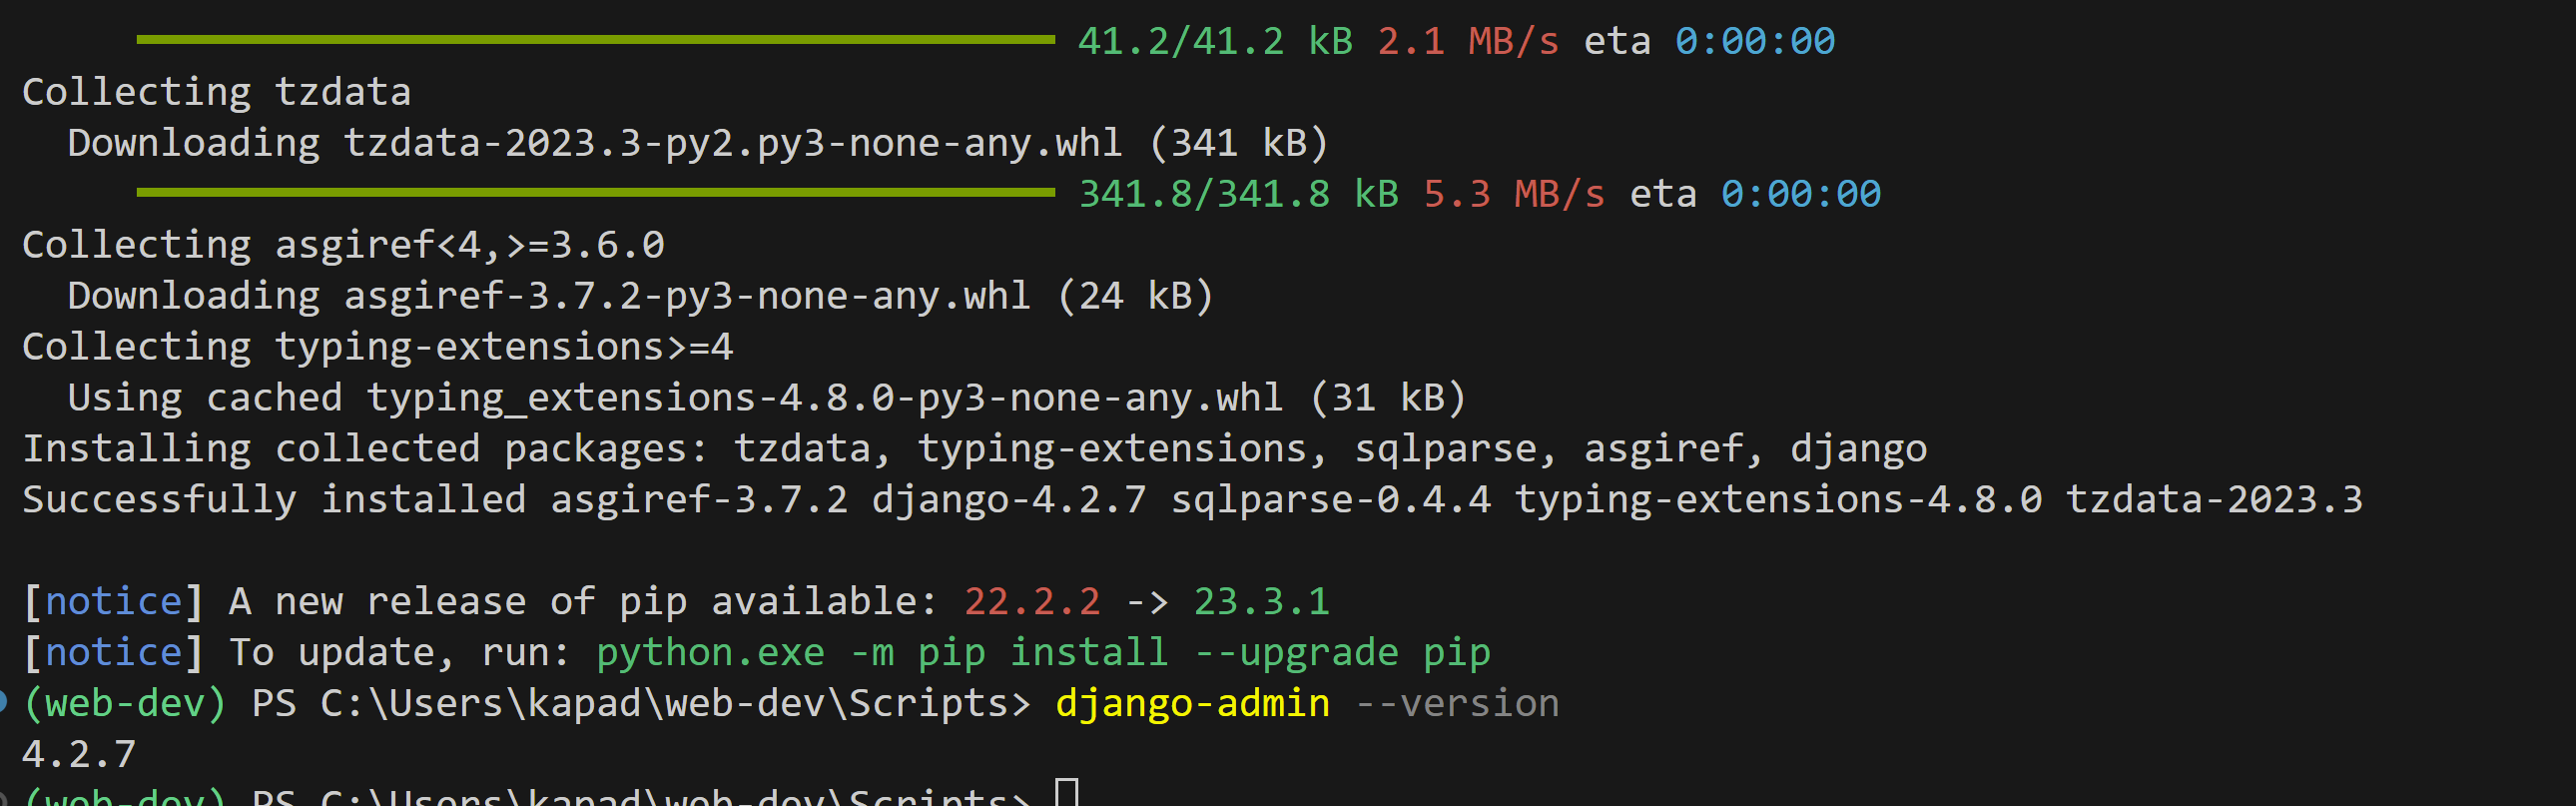 41.2/41.2 kB 2.1 MB/s eta 0:00:00
Collecting tzdata
  Downloading tzdata-2023.3-py2.py3-none-any.whl (341 kB)
341.8/341.8 kB 5.3 MB/s eta 0:00:00
Collecting asgiref<4,>=3.6.0
  Downloading asgiref-3.7.2-py3-none-any.whl (24 kB)
Collecting typing-extensions>=4
  Using cached typing_extensions-4.8.0-py3-none-any.whl (31 kB)
Installing collected packages: tzdata, typing-extensions, sqlparse, asgiref, django
Successfully installed asgiref-3.7.2 django-4.2.7 sqlparse-0.4.4 typing-extensions-4.8.0 tzdata-2023.3
[notice] A new release of pip available: 22.2.2 -> 23.3.1
[notice] To update, run: python.exe -m pip install --upgrade pip
(web-dev) PS C:\Users\kapad\web-dev\Scripts> django-admin --version
4.2.7
(web-dev) PS C:\Users\kapad\web-dev\Scripts>